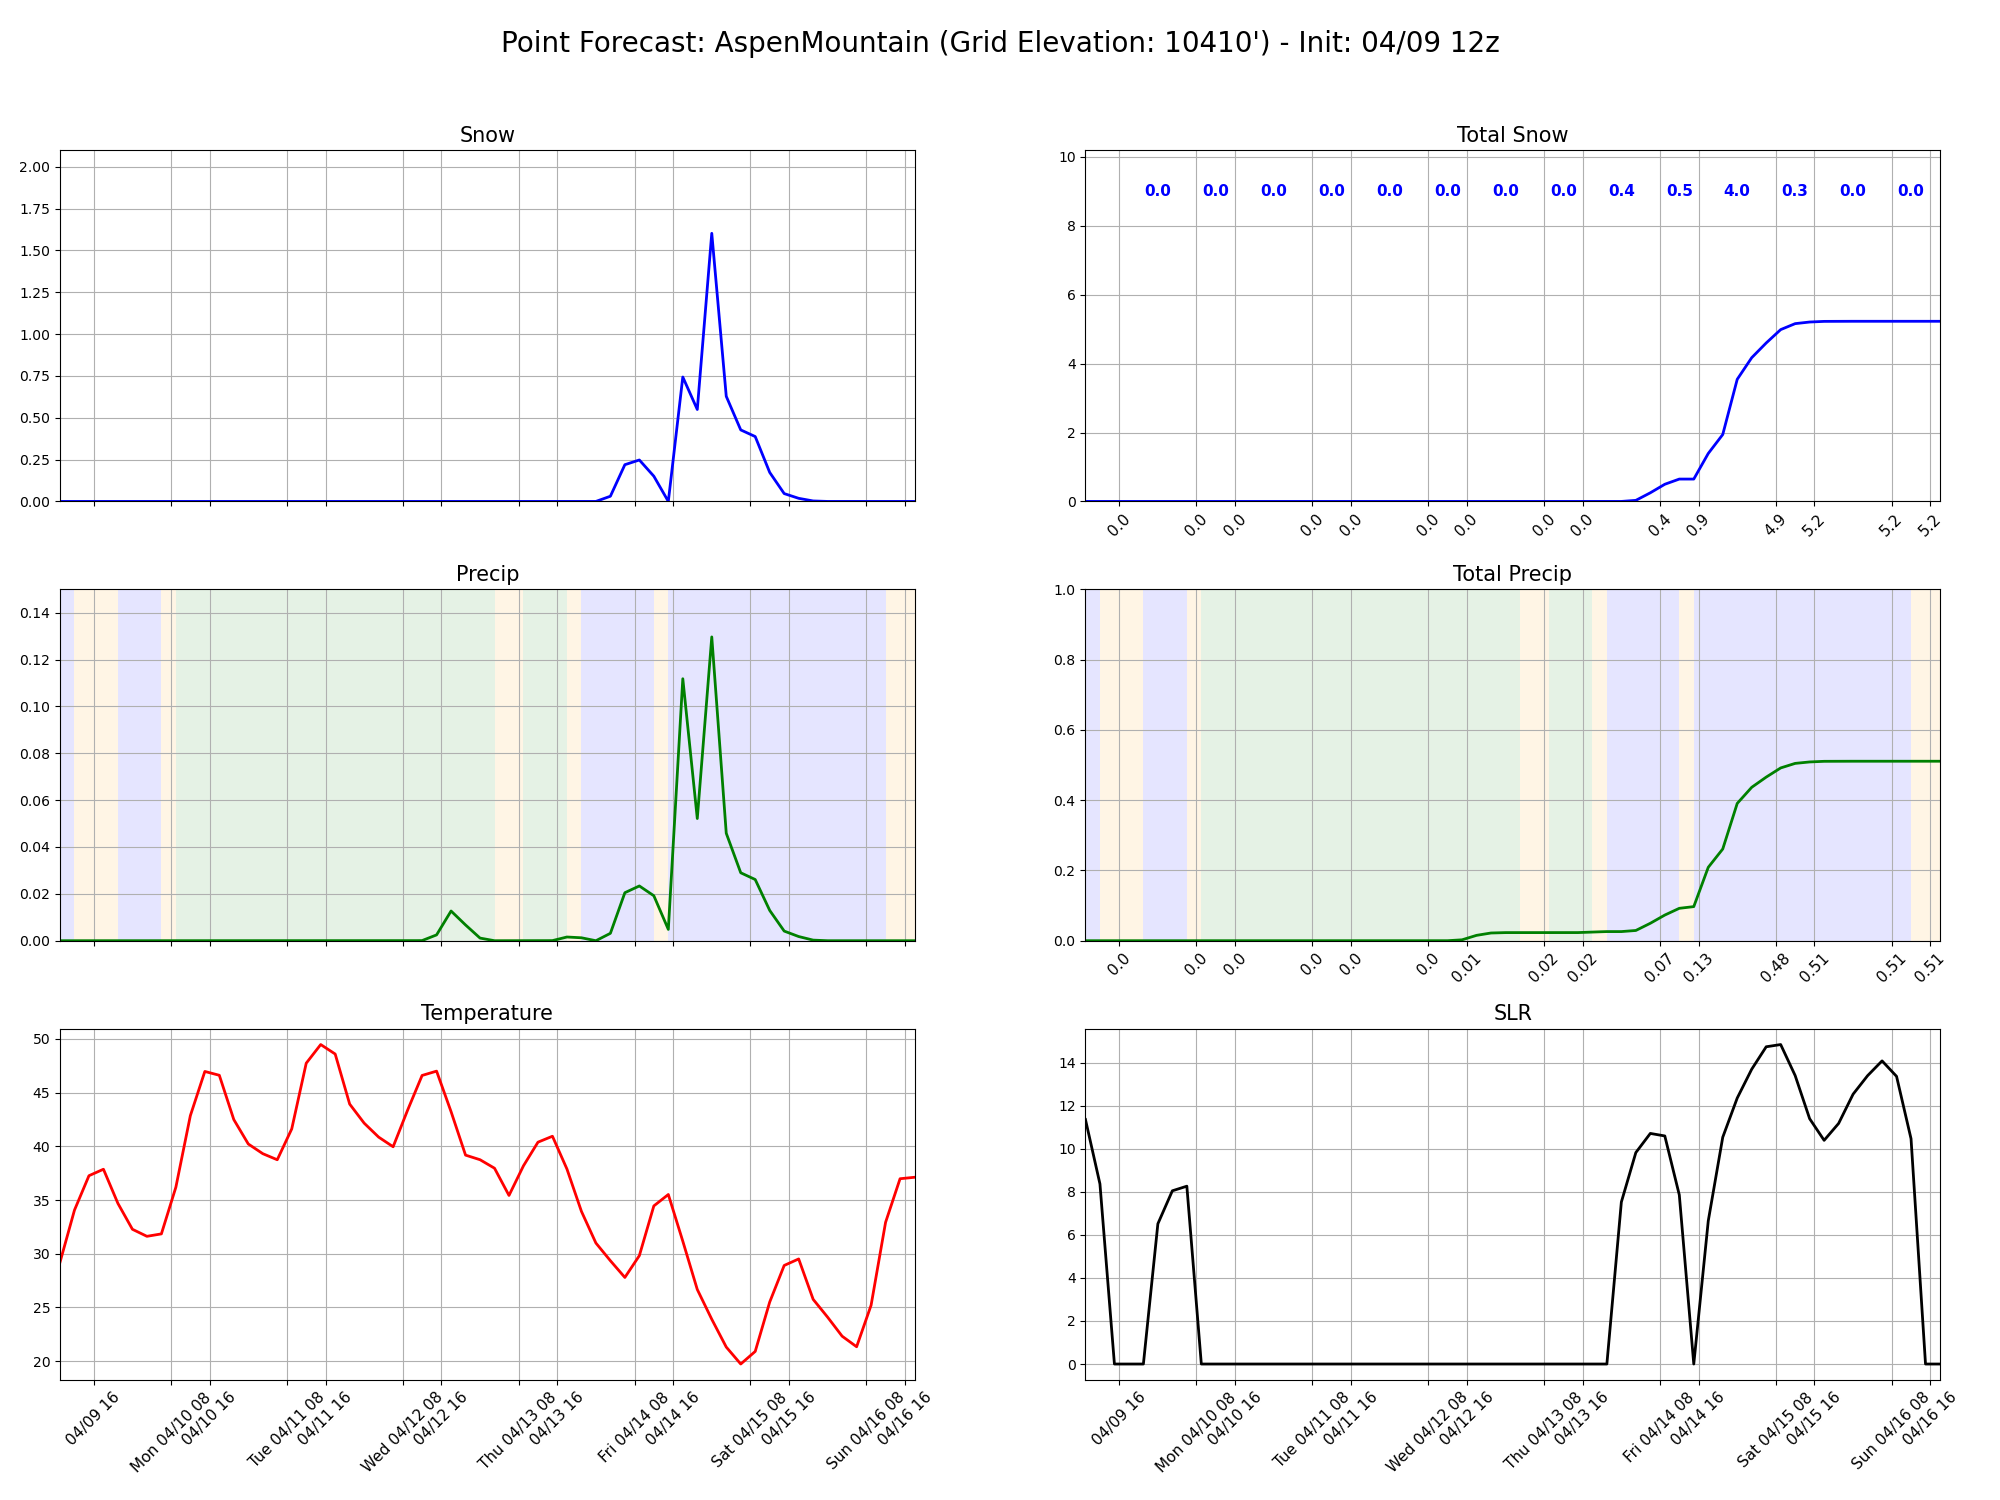 Point Forecast: AspenMountain (Grid Elevation: 10410') - Init: 04/09 12z
Snow
2.00
1.75
1.50
1.25
1.00
0.75
0.50
0.25
0.00
Total Snow
10
8
6
4
2
0
0.0 0.0 0.0 0.0 0.0 0.0 0.0 0.0 0.4 0.5 4.0 0.3 0.0 0.0
0.0 0.0 0.0 0.0 0.0 0.0 0.0 0.0 0.0 0.4 0.9 4.9 5.2 5.2 5.2
Precip
0.14
0.12
0.10
0.08
0.06
0.04
0.02
0.00
Total Precip
1.0
0.8
0.6
0.4
0.2
0.0
0.0 0.0 0.0 0.0 0.0 0.0 0.01 0.02 0.02 0.07 0.13 0.48 0.51 0.51 0.51
Temperature
50
45
40
35
30
25
20
04/09 16
Mon 04/10 08
04/10 16
Tue 04/11 08
04/11 16
Wed 04/12 08
04/12 16
Thu 04/13 08
04/13 16
Fri 04/14 08
04/14 16
Sat 04/15 08
04/15 16
Sun 04/16 08
04/16 16
SLR
14
12
10
8
6
4
2
0
04/09 16
Mon 04/10 08
04/10 16
Tue 04/11 08
04/11 16
Wed 04/12 08
04/12 16
Thu 04/13 08
04/13 16
Fri 04/14 08
04/14 16
Sat 04/15 08
04/15 16
Sun 04/16 08
04/16 16